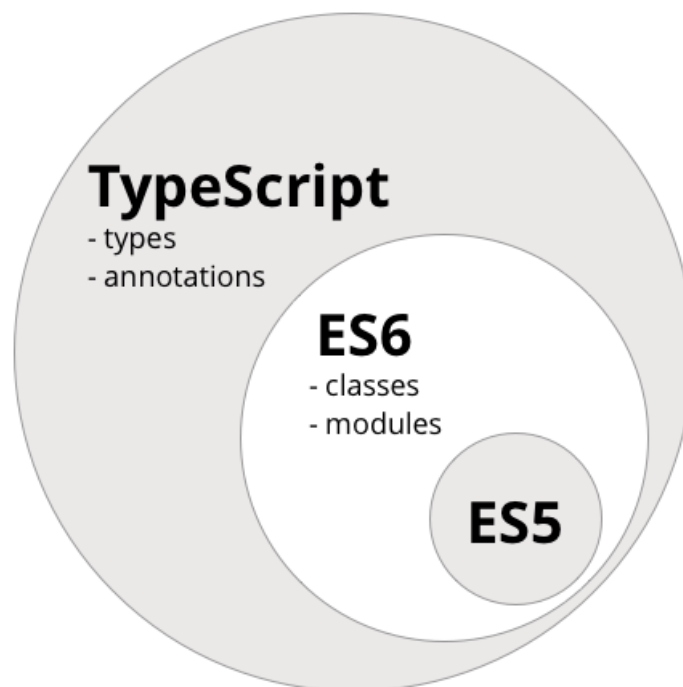 TypeScript
- types
- annotations
ES6
- classes
- modules
ES5